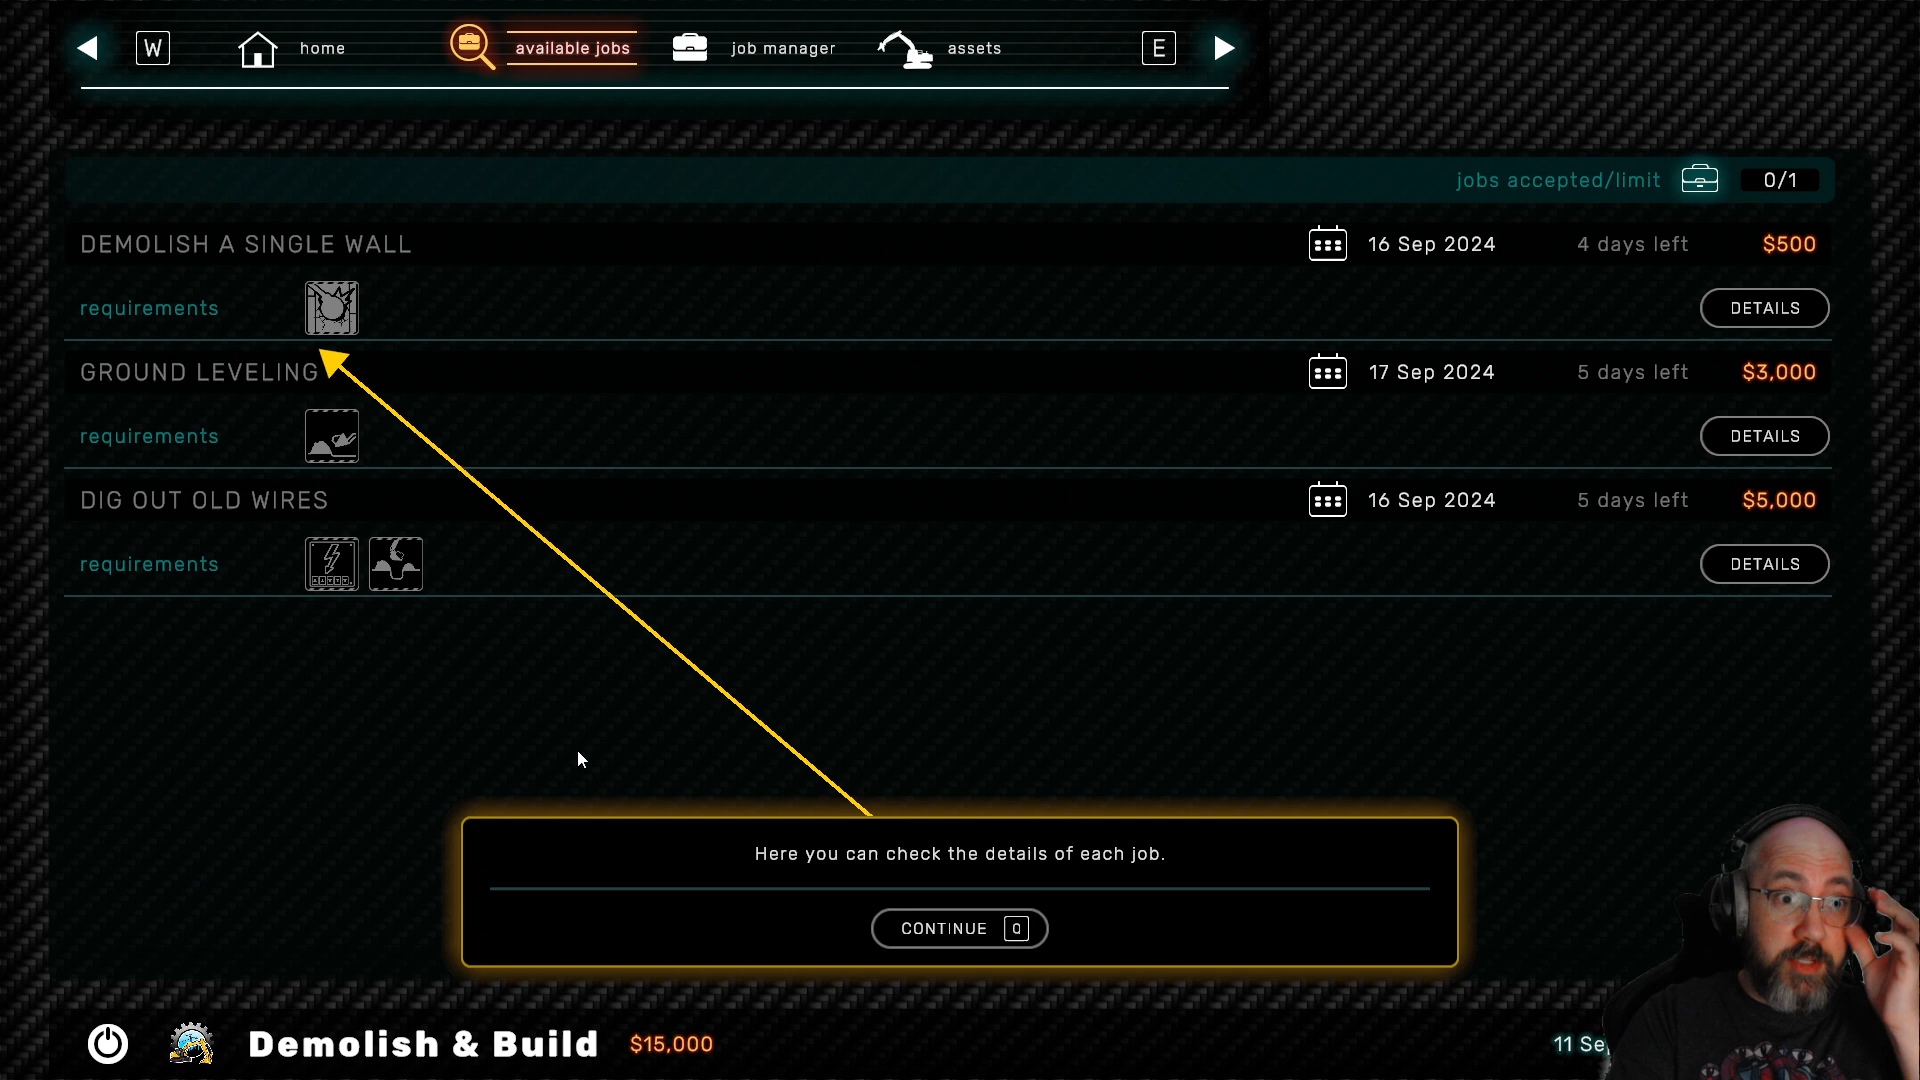 W home available jobs job manager assets E
jobs accepted/limit 0/1
DEMOLISH A SINGLE WALL 16 Sep 2024 4 days left $500
requirements DETAILS
GROUND LEVELING 17 Sep 2024 5 days left $3,000
requirements DETAILS
DIG OUT OLD WIRES 16 Sep 2024 5 days left $5,000
requirements DETAILS
Here you can check the details of each job.
CONTINUE Q
Demolish & Build $15,000 11 Sep